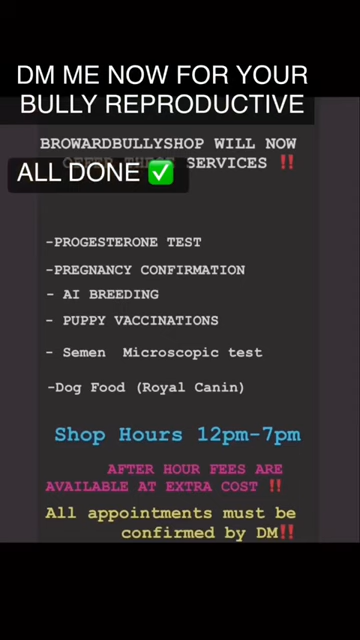 DM ME NOW FOR YOUR
BULLY REPRODUCTIVE
BROWARDBULLYSHOP WILL NOW
OFFER THESE SERVICES ‼️
ALL DONE ✅
-PROGESTERONE TEST
-PREGNANCY CONFIRMATION
- AI BREEDING
- PUPPY VACCINATIONS
- Semen Microscopic test
-Dog Food (Royal Canin)
Shop Hours 12pm-7pm
AFTER HOUR FEES ARE
AVAILABLE AT EXTRA COST ‼️
All appointments must be
confirmed by DM‼️